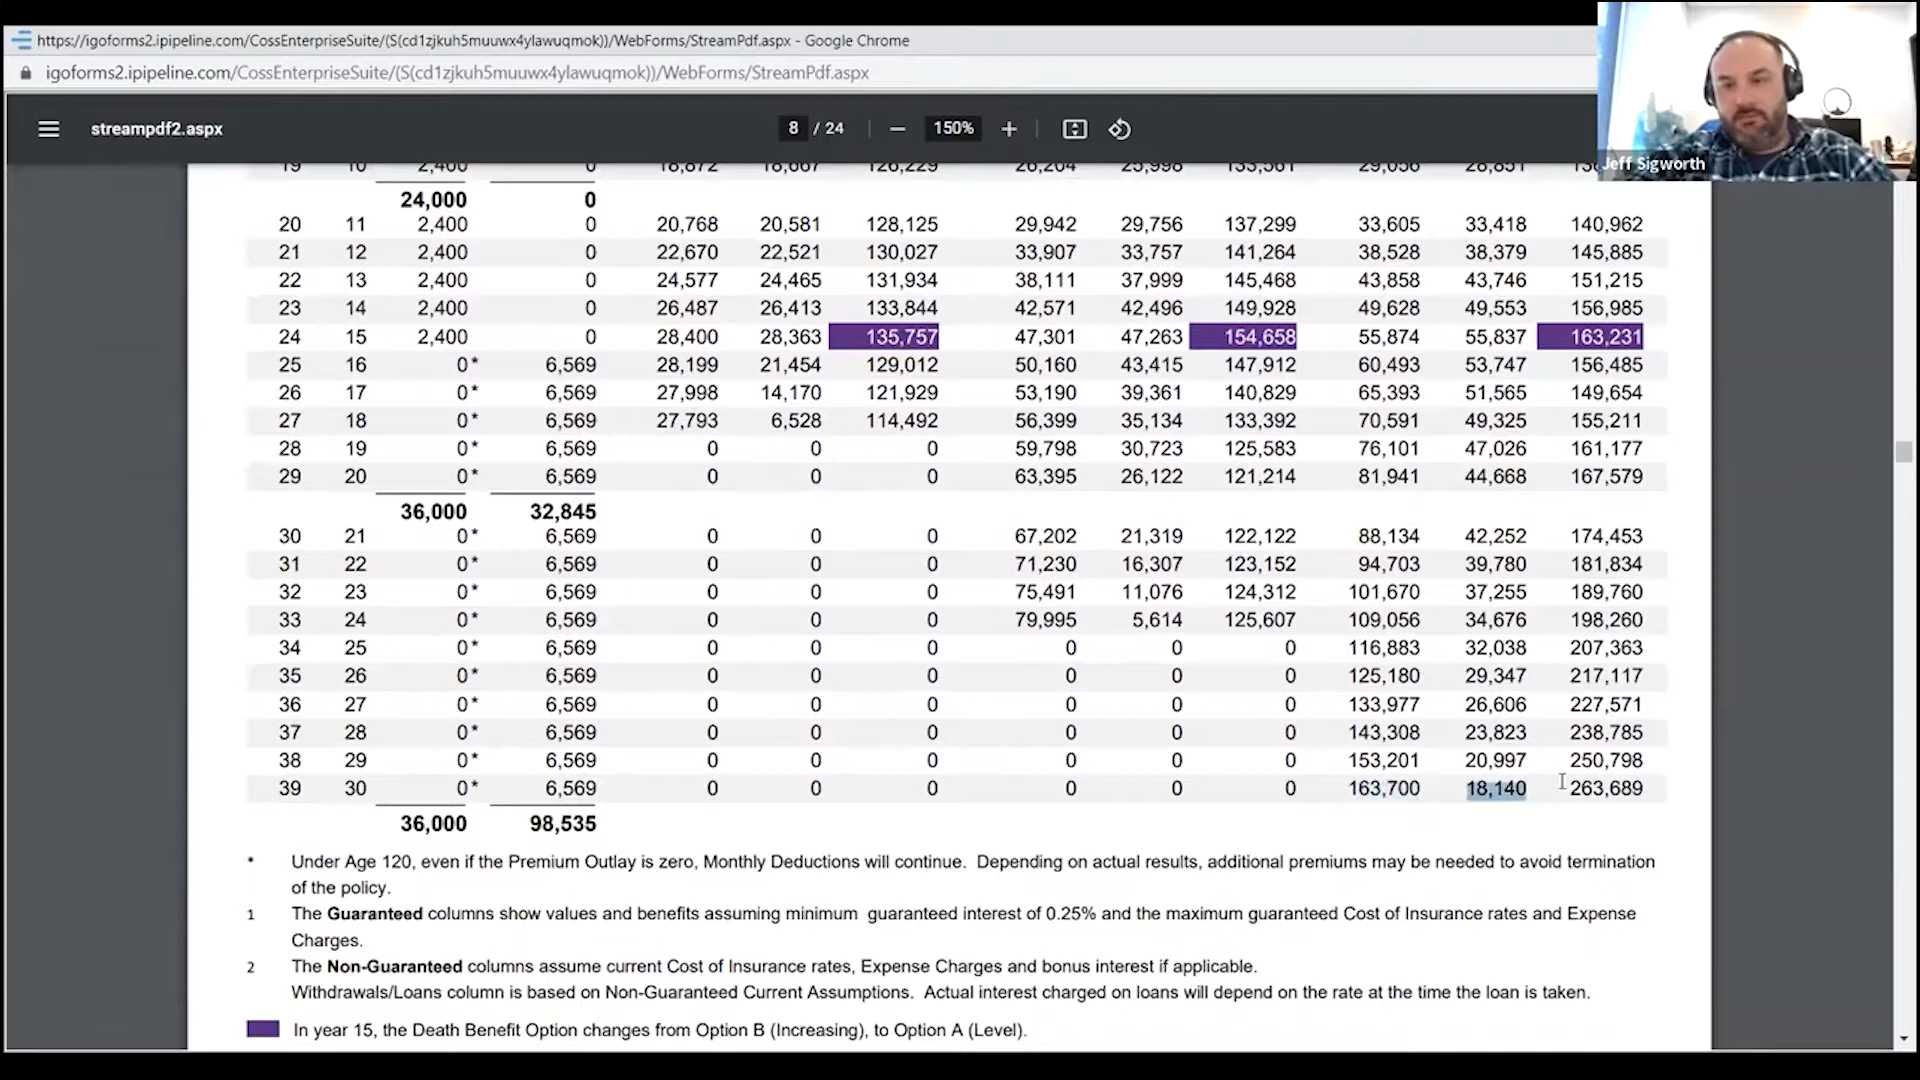 https://igoforms2.ipipeline.com/CossEnterpriseSuite/(S(cd1zjkuh5muuwx4ylawuqmok))/WebForms/StreamPdf.aspx - Google Chrome
igoforms2.ipipeline.com/CossEnterpriseSuite/(S(cd1zjkuh5muuwx4ylawuqmok))/WebForms/StreamPdf.aspx
streampdf2.aspx 8 / 24 150%
Jeff Sigworth
19 10 2,400 0 18,872 18,667 126,229 26,204 25,998 133,561 29,056 28,851
24,000 0
20 11 2,400 0 20,768 20,581 128,125 29,942 29,756 137,299 33,605 33,418 140,962
21 12 2,400 0 22,670 22,521 130,027 33,907 33,757 141,264 38,528 38,379 145,885
22 13 2,400 0 24,577 24,465 131,934 38,111 37,999 145,468 43,858 43,746 151,215
23 14 2,400 0 26,487 26,413 133,844 42,571 42,496 149,928 49,628 49,553 156,985
24 15 2,400 0 28,400 28,363 135,757 47,301 47,263 154,658 55,874 55,837 163,231
25 16 0* 6,569 28,199 21,454 129,012 50,160 43,415 147,912 60,493 53,747 156,485
26 17 0* 6,569 27,998 14,170 121,929 53,190 39,361 140,829 65,393 51,565 149,654
27 18 0* 6,569 27,793 6,528 114,492 56,399 35,134 133,392 70,591 49,325 155,211
28 19 0* 6,569 0 0 0 59,798 30,723 125,583 76,101 47,026 161,177
29 20 0* 6,569 0 0 0 63,395 26,122 121,214 81,941 44,668 167,579
36,000 32,845
30 21 0* 6,569 0 0 0 67,202 21,319 122,122 88,134 42,252 174,453
31 22 0* 6,569 0 0 0 71,230 16,307 123,152 94,703 39,780 181,834
32 23 0* 6,569 0 0 0 75,491 11,076 124,312 101,670 37,255 189,760
33 24 0* 6,569 0 0 0 79,995 5,614 125,607 109,056 34,676 198,260
34 25 0* 6,569 0 0 0 0 0 0 116,883 32,038 207,363
35 26 0* 6,569 0 0 0 0 0 0 125,180 29,347 217,117
36 27 0* 6,569 0 0 0 0 0 0 133,977 26,606 227,571
37 28 0* 6,569 0 0 0 0 0 0 143,308 23,823 238,785
38 29 0* 6,569 0 0 0 0 0 0 153,201 20,997 250,798
39 30 0* 6,569 0 0 0 0 0 0 163,700 18,140 263,689
36,000 98,535
* Under Age 120, even if the Premium Outlay is zero, Monthly Deductions will continue. Depending on actual results, additional premiums may be needed to avoid termination
of the policy.
1 The Guaranteed columns show values and benefits assuming minimum guaranteed interest of 0.25% and the maximum guaranteed Cost of Insurance rates and Expense
Charges.
2 The Non-Guaranteed columns assume current Cost of Insurance rates, Expense Charges and bonus interest if applicable.
Withdrawals/Loans column is based on Non-Guaranteed Current Assumptions. Actual interest charged on loans will depend on the rate at the time the loan is taken.
In year 15, the Death Benefit Option changes from Option B (Increasing), to Option A (Level).